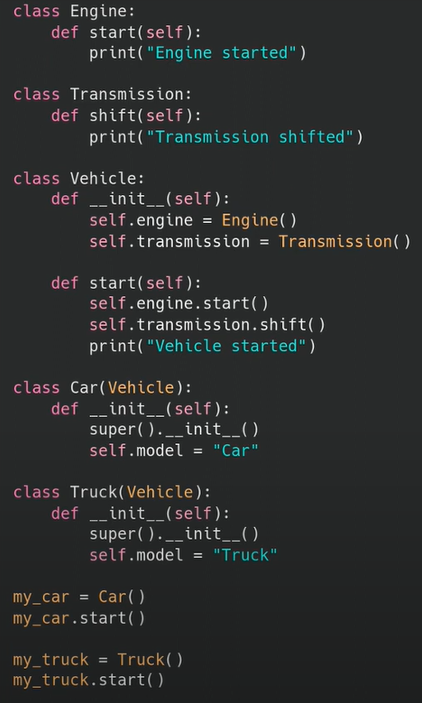 class Engine:
    def start(self):
        print("Engine started")

class Transmission:
    def shift(self):
        print("Transmission shifted")

class Vehicle:
    def __init__(self):
        self.engine = Engine()
        self.transmission = Transmission()

    def start(self):
        self.engine.start()
        self.transmission.shift()
        print("Vehicle started")

class Car(Vehicle):
    def __init__(self):
        super().__init__()
        self.model = "Car"

class Truck(Vehicle):
    def __init__(self):
        super().__init__()
        self.model = "Truck"

my_car = Car()
my_car.start()

my_truck = Truck()
my_truck.start()